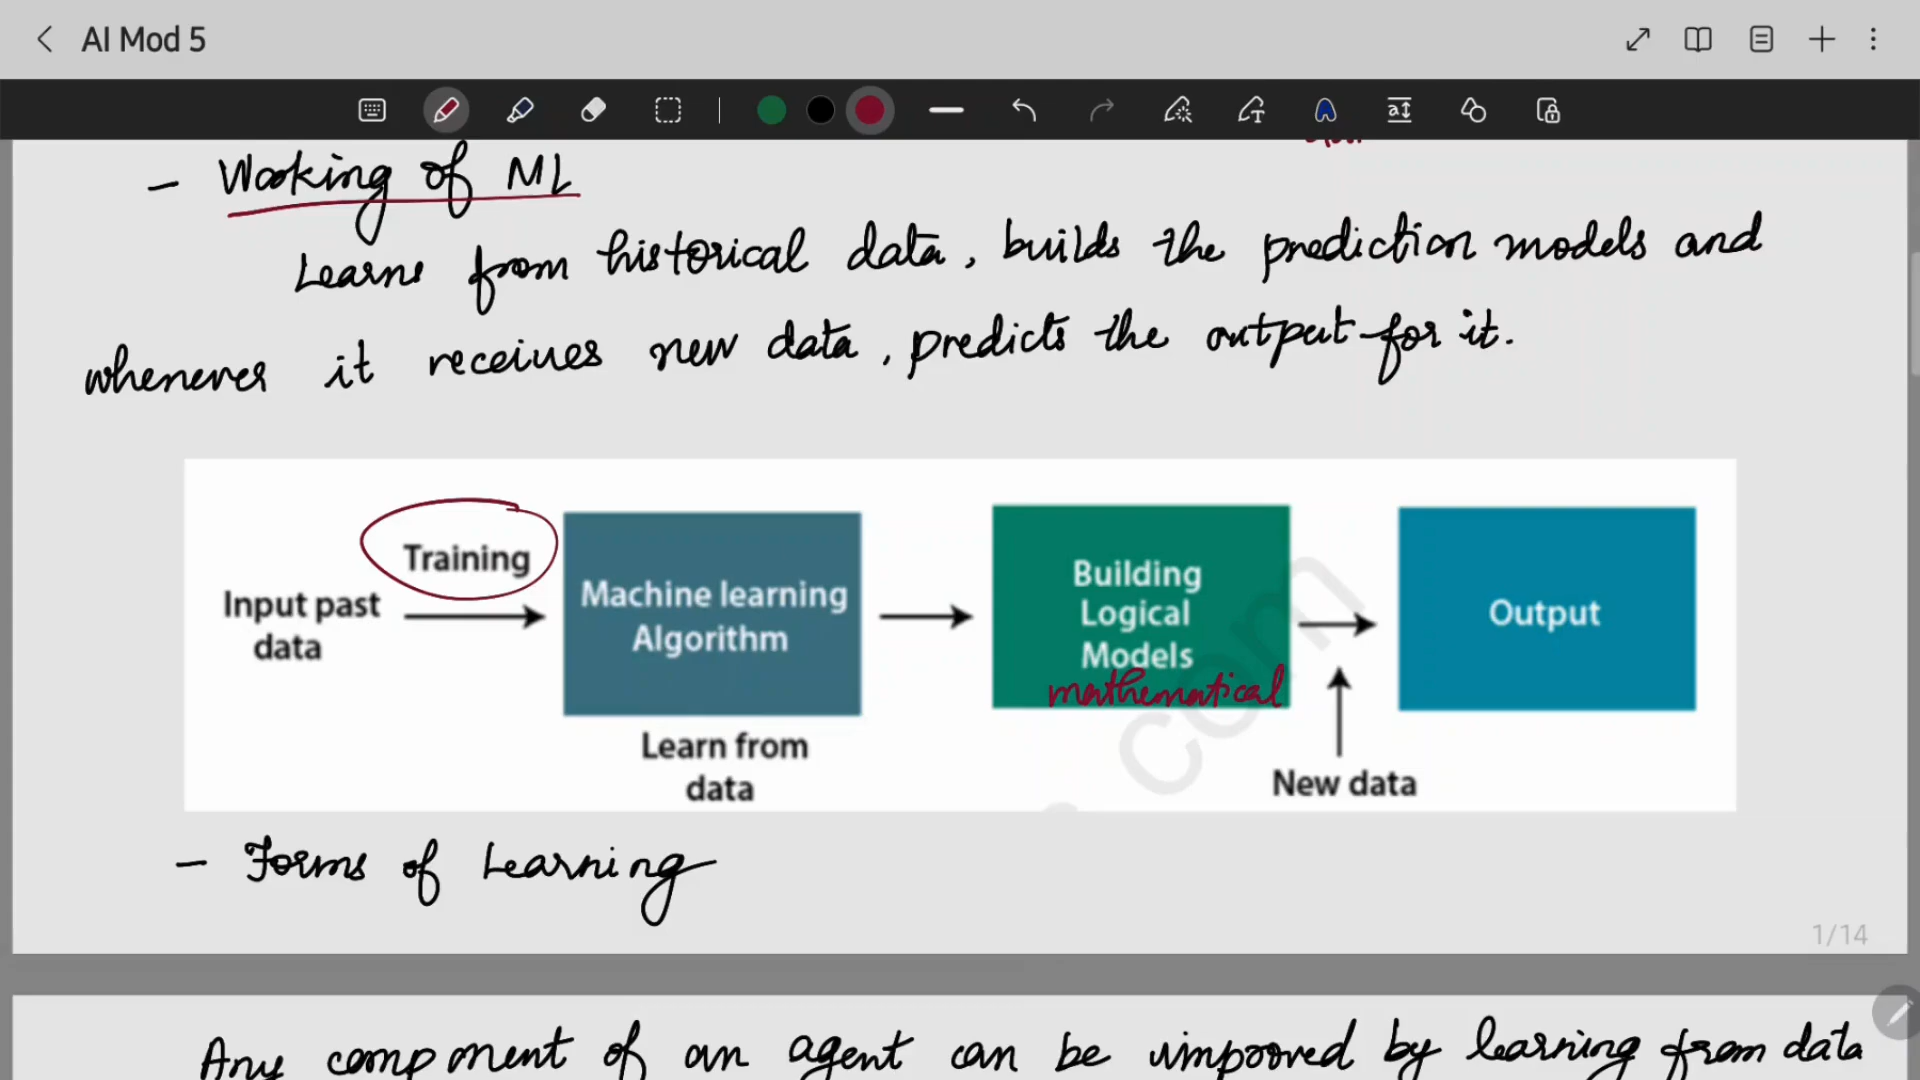 AI Mod 5
- Working of ML
Learns from historical data, builds the prediction models and
whenever it receives new data, predicts the output for it.
Training
Input past
data
Machine learning
Algorithm
Learn from
data
Building
Logical
Models
mathematical
New data
Output
com
- Forms of Learning
1/14
Any component of an agent can be improved by learning from data